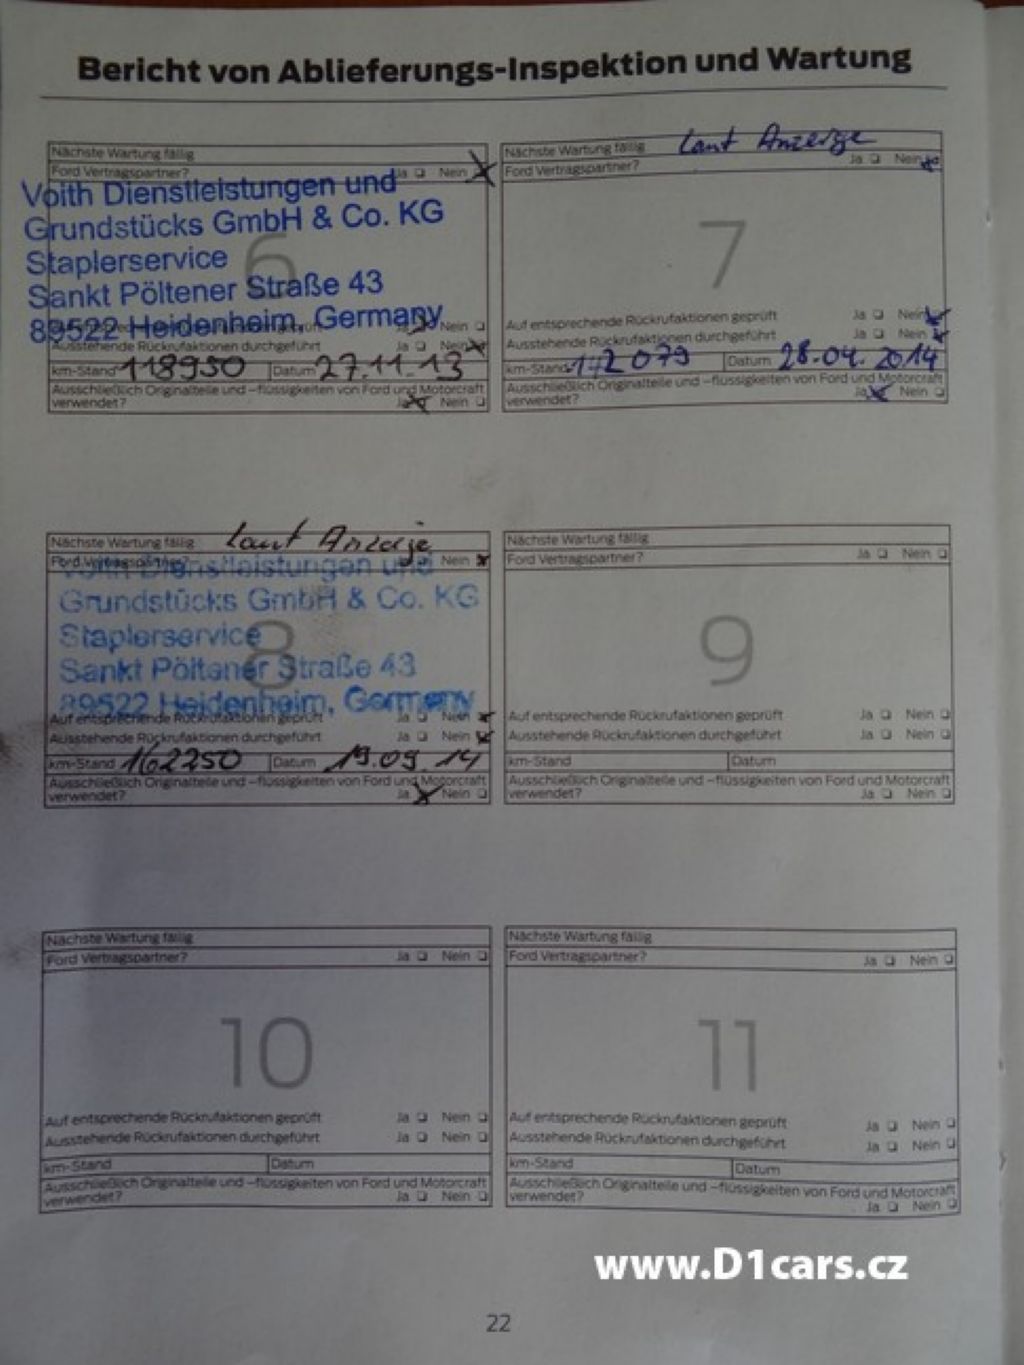 Bericht von Ablieferungs-Inspektion und Wartung
Nächste Wartung fällig
Ford Vertragspartner? Ja Nein
Voith Dienstleistungen und
Grundstücks GmbH & Co. KG
6
Staplerservice
Sankt Pöltener Straße 43
89522 Heidenheim, Germany
Auf entsprechende Rückrufaktionen geprüft Ja Nein
Ausstehende Rückrufaktionen durchgeführt Ja Nein
km-Stand 118950 Datum 27.11.13
Ausschließlich Originalteile und -flüssigkeiten von Ford und Motorcraft
verwendet? Ja Nein
Nächste Wartung fällig laut Anzeige
Ford Vertragspartner? Ja Nein
7
Auf entsprechende Rückrufaktionen geprüft Ja Nein
Ausstehende Rückrufaktionen durchgeführt Ja Nein
km-Stand 142079 Datum 28.04.2014
Ausschließlich Originalteile und -flüssigkeiten von Ford und Motorcraft
verwendet? Ja Nein
Nächste Wartung fällig laut Anzeige
Ford Vertragspartner? Ja Nein
Voith Dienstleistungen und
Grundstücks GmbH & Co. KG
Staplerservice
8
Sankt Pöltener Straße 43
89522 Heidenheim, Germany
Auf entsprechende Rückrufaktionen geprüft Ja Nein
Ausstehende Rückrufaktionen durchgeführt Ja Nein
km-Stand 162250 Datum 19.09.14
Ausschließlich Originalteile und -flüssigkeiten von Ford und Motorcraft
verwendet? Ja Nein
Nächste Wartung fällig
Ford Vertragspartner? Ja Nein
9
Auf entsprechende Rückrufaktionen geprüft Ja Nein
Ausstehende Rückrufaktionen durchgeführt Ja Nein
km-Stand Datum
Ausschließlich Originalteile und -flüssigkeiten von Ford und Motorcraft
verwendet? Ja Nein
Nächste Wartung fällig
Ford Vertragspartner? Ja Nein
10
Auf entsprechende Rückrufaktionen geprüft Ja Nein
Ausstehende Rückrufaktionen durchgeführt Ja Nein
km-Stand Datum
Ausschließlich Originalteile und -flüssigkeiten von Ford und Motorcraft
verwendet? Ja Nein
Nächste Wartung fällig
Ford Vertragspartner? Ja Nein
11
Auf entsprechende Rückrufaktionen geprüft Ja Nein
Ausstehende Rückrufaktionen durchgeführt Ja Nein
km-Stand Datum
Ausschließlich Originalteile und -flüssigkeiten von Ford und Motorcraft
verwendet? Ja Nein
www.D1cars.cz
22